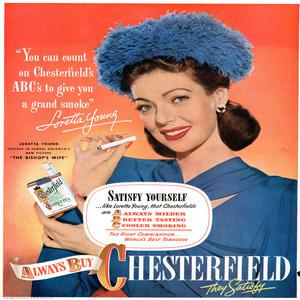 "You can count
on Chesterfield's
ABC's to give you
a grand smoke"
Loretta Young
LORETTA YOUNG
"THE BISHOP'S WIFE"
Chesterfield
SATISFY YOURSELF
...like Loretta Young, that Chesterfields
are
ALWAYS MILDER
BETTER TASTING
COOLER SMOKING
THE RIGHT COMBINATION
WORLD'S BEST TOBACCOS
ALWAYS BUY CHESTERFIELD
They Satisfy